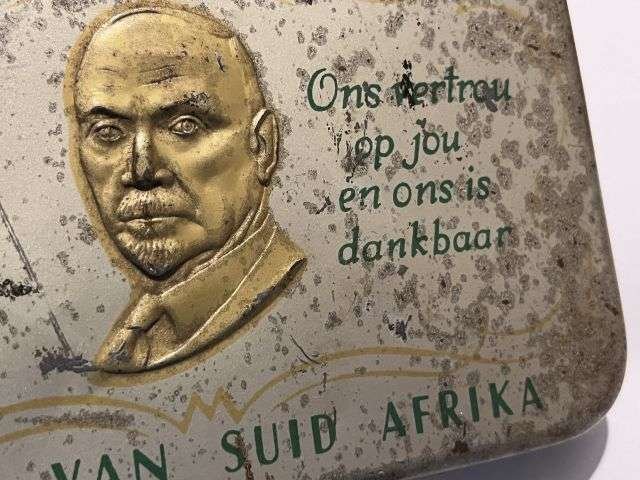 Ons vertrou
op jou
en ons is
dankbaar
VAN SUID AFRIKA